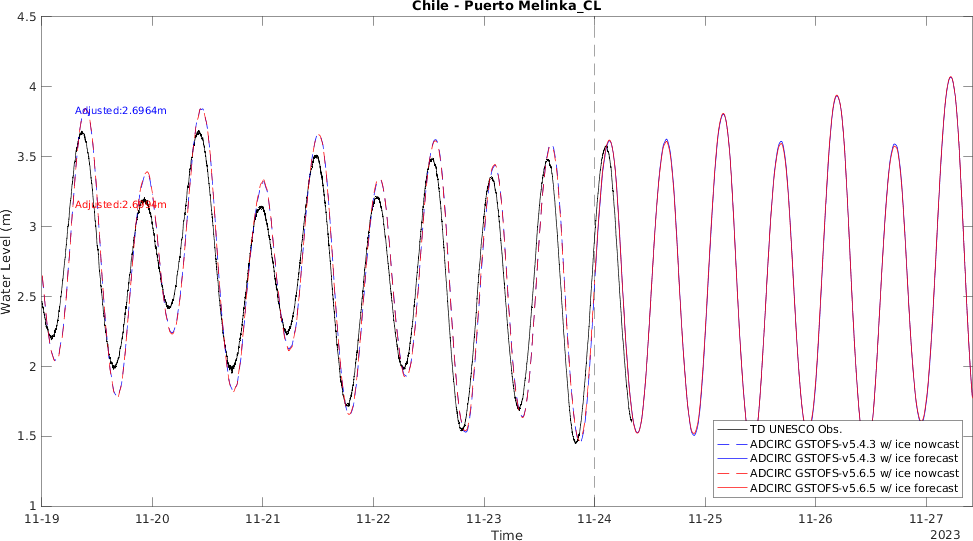 Chile - Puerto Melinka_CL
4.5
4
3.5
3
2.5
2
1.5
1
Water Level (m)
Adjusted:2.6964m
TD UNESCO Obs.
ADCIRC GSTOFS-v5.4.3 w/ ice nowcast
ADCIRC GSTOFS-v5.4.3 w/ ice forecast
ADCIRC GSTOFS-v5.6.5 w/ ice nowcast
ADCIRC GSTOFS-v5.6.5 w/ ice forecast
11-19
11-20
11-21
11-22
11-23
11-24
11-25
11-26
11-27
Time
2023